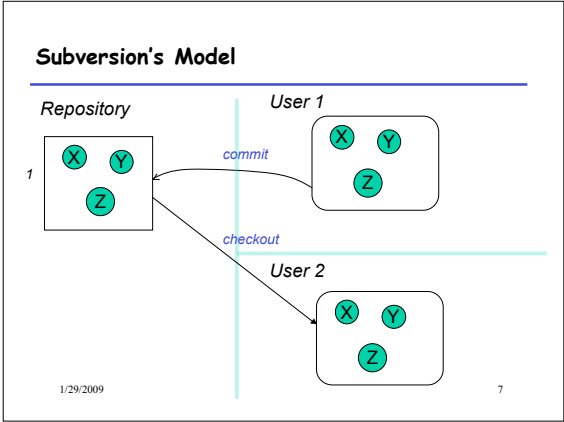 Subversion's Model
Repository
User 1
X Y
Z
commit
1
X Y
Z
checkout
User 2
X Y
Z
1/29/2009
7